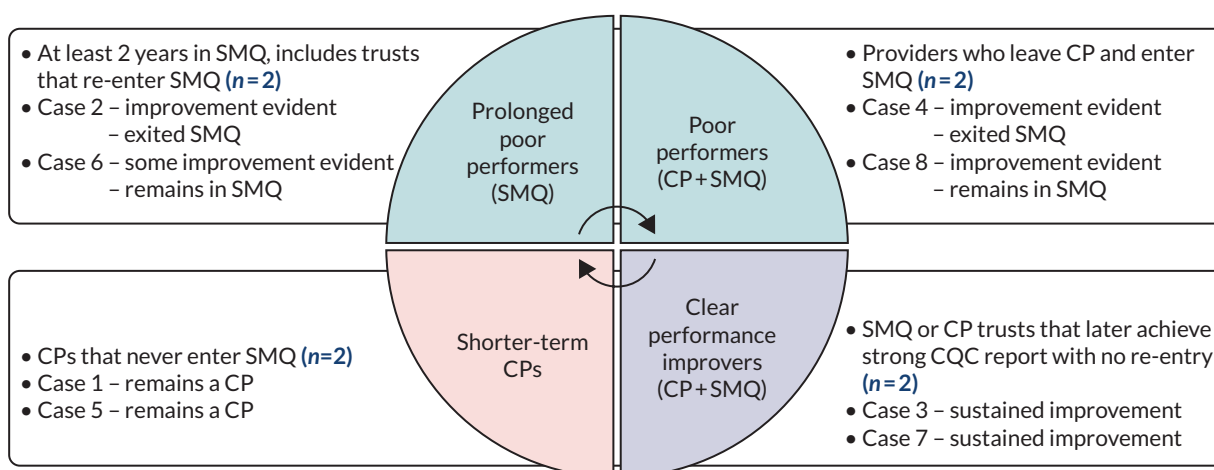 • At least 2 years in SMQ, includes trusts
that re-enter SMQ (n=2)
• Case 2 – improvement evident
– exited SMQ
• Case 6 – some improvement evident
– remains in SMQ
Prolonged
poor
performers
(SMQ)
Poor
performers
(CP+SMQ)
• Providers who leave CP and enter
SMQ (n=2)
• Case 4 – improvement evident
– exited SMQ
• Case 8 – improvement evident
– remains in SMQ
• CPs that never enter SMQ (n=2)
• Case 1 – remains a CP
• Case 5 – remains a CP
Shorter-term
CPs
Clear
performance
improvers
(CP+SMQ)
• SMQ or CP trusts that later achieve
strong CQC report with no re-entry
(n=2)
• Case 3 – sustained improvement
• Case 7 – sustained improvement